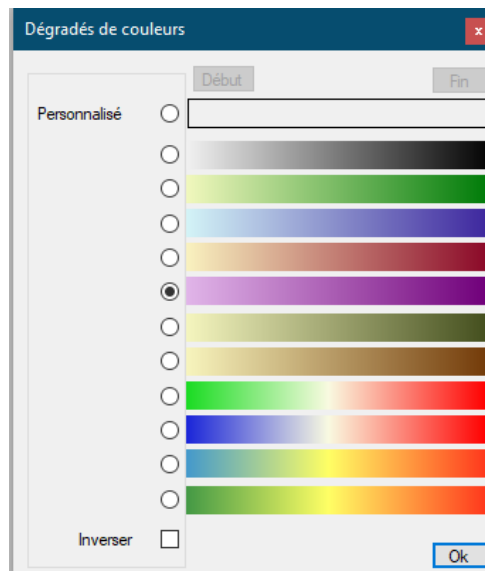 Dégradés de couleurs
x
Début
Fin
Personnalisé
Inverser
Ok